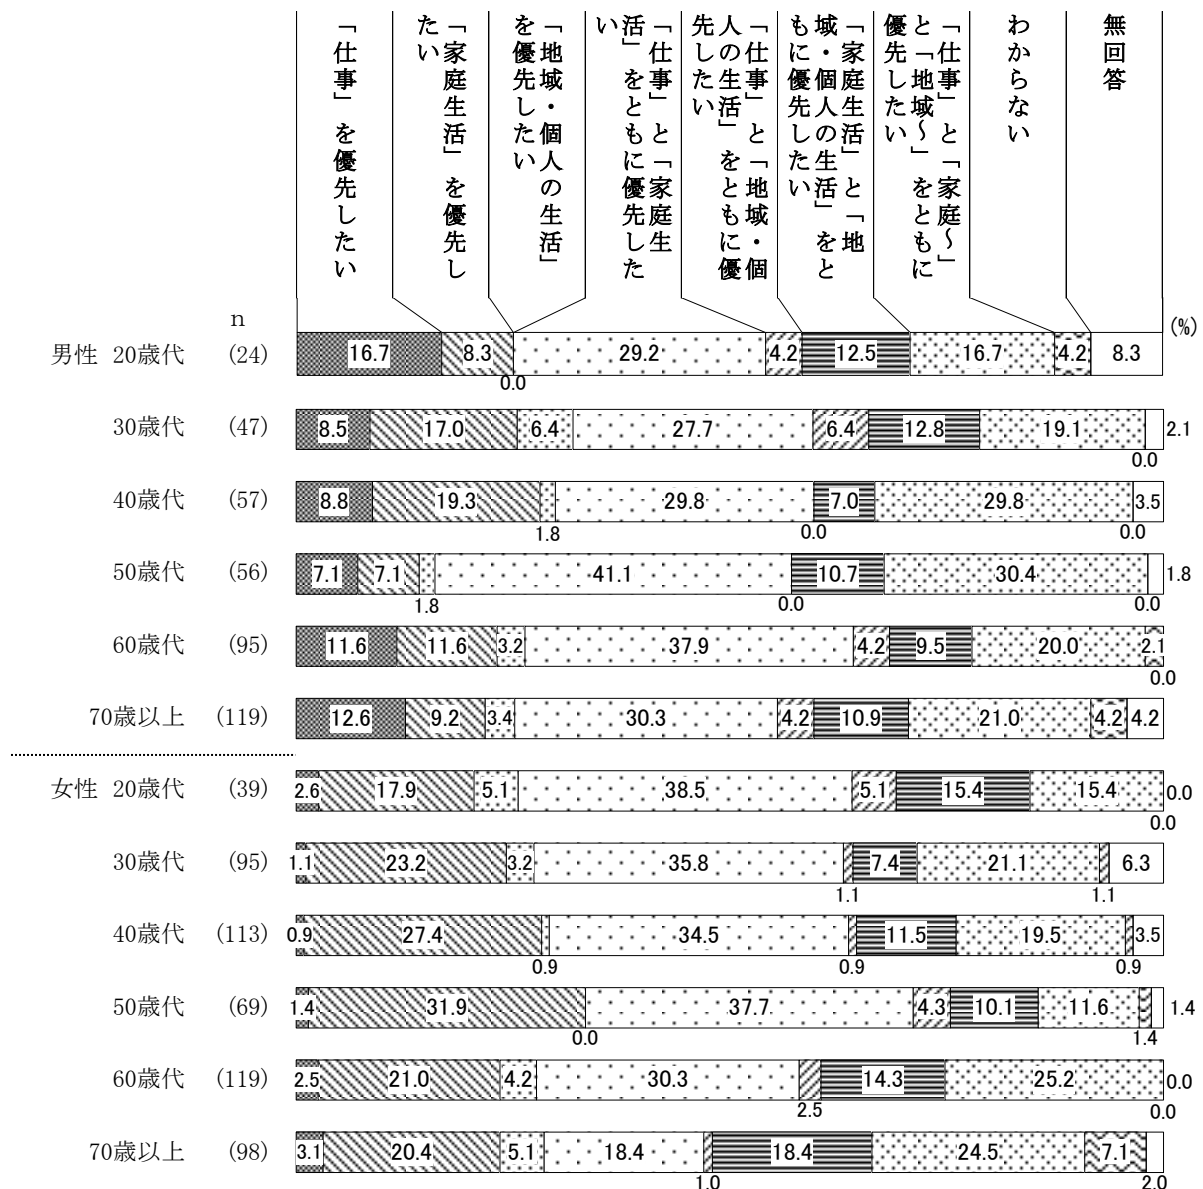 「仕事」を優先したい
「家庭生活」を優先し
たい
「地域・個人の生活」
を優先したい
「仕事」と「家庭生
活」をともに優先した
い
「仕事」と「地域・個
人の生活」をともに優
先したい
「家庭生活」と「地
域・個人の生活」をと
もに優先したい
「仕事」と「家庭~」
と「地域~」をともに
優先したい
わからない
無回答
n
(%)
男性 20歳代 (24) 16.7 8.3 29.2 4.2 12.5 16.7 4.2 8.3
0.0
30歳代 (47) 8.5 17.0 6.4 27.7 6.4 12.8 19.1 2.1
0.0
40歳代 (57) 8.8 19.3 29.8 7.0 29.8 3.5
1.8 0.0 0.0
50歳代 (56) 7.1 7.1 41.1 10.7 30.4 1.8
1.8 0.0 0.0
60歳代 (95) 11.6 11.6 3.2 37.9 4.2 9.5 20.0 2.1
0.0
70歳以上 (119) 12.6 9.2 3.4 30.3 4.2 10.9 21.0 4.2 4.2
女性 20歳代 (39) 2.6 17.9 5.1 38.5 5.1 15.4 15.4 0.0
0.0
30歳代 (95) 1.1 23.2 3.2 35.8 7.4 21.1 6.3
1.1 1.1
40歳代 (113) 0.9 27.4 34.5 11.5 19.5 3.5
0.9 0.9 0.9
50歳代 (69) 1.4 31.9 37.7 4.3 10.1 11.6 1.4
0.0 1.4
60歳代 (119) 2.5 21.0 4.2 30.3 14.3 25.2 0.0
2.5 0.0
70歳以上 (98) 3.1 20.4 5.1 18.4 18.4 24.5 7.1
1.0 2.0